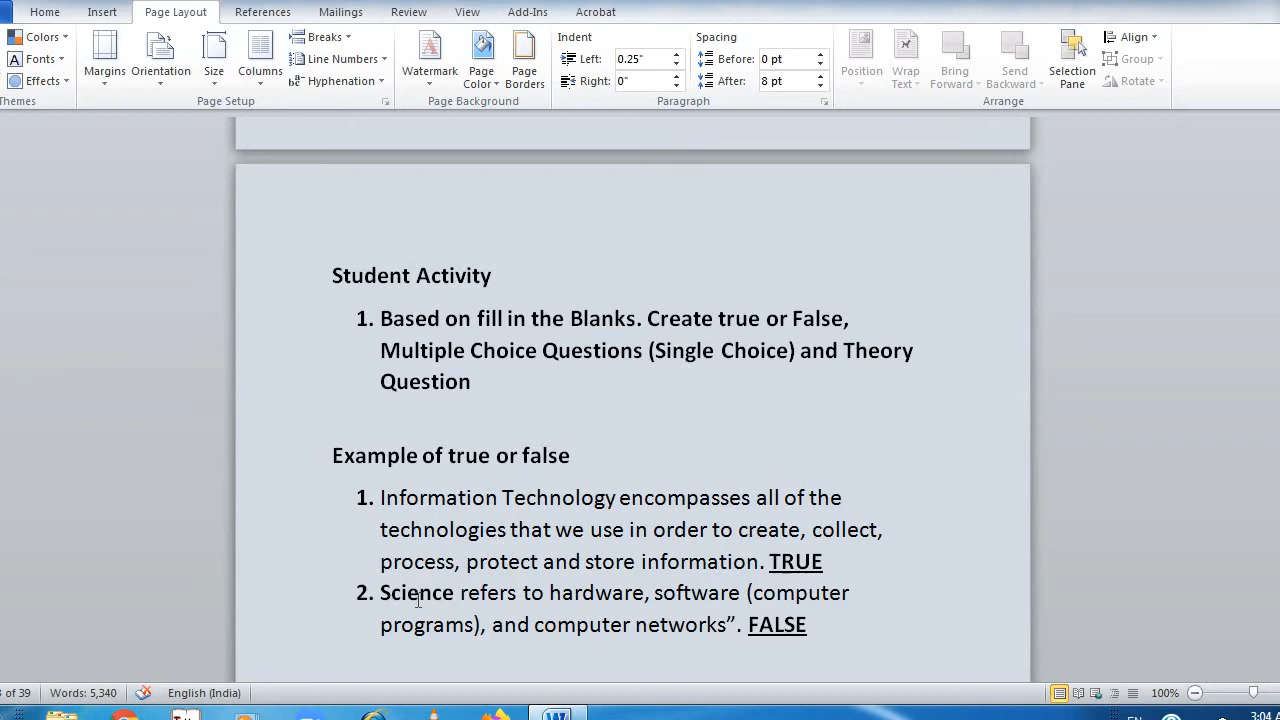 Home Insert Page Layout References Mailings Review View Add-Ins Acrobat
Colors Margins Orientation Size Columns Breaks Watermark Page Color Page Borders Indent Spacing Position Wrap Text Bring Forward Send Backward Selection Pane Align
Fonts Line Numbers Left: 0.25" Before: 0 pt Group
Effects Hyphenation Right: 0" After: 8 pt Rotate
Themes Page Setup Page Background Paragraph Arrange
Student Activity
1. Based on fill in the Blanks. Create true or False,
Multiple Choice Questions (Single Choice) and Theory
Question
Example of true or false
1. Information Technology encompasses all of the
technologies that we use in order to create, collect,
process, protect and store information. TRUE
2. Science refers to hardware, software (computer
programs), and computer networks”. FALSE
of 39 Words: 5,340 English (India) 100%